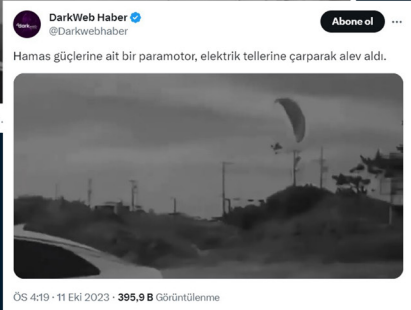 DarkWeb Haber
@Darkwebhaber
Abone ol
Hamas güçlerine ait bir paramotor, elektrik tellerine çarparak alev aldı.
ÖS 4:19 · 11 Eki 2023 · 395,9 B Görüntülenme